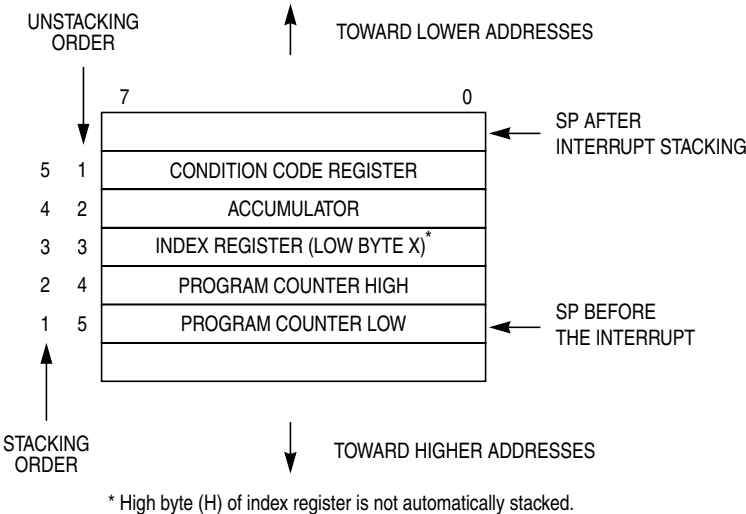 UNSTACKING
ORDER
TOWARD LOWER ADDRESSES
7 0
SP AFTER
INTERRUPT STACKING
5 1 CONDITION CODE REGISTER
4 2 ACCUMULATOR
3 3 INDEX REGISTER (LOW BYTE X)*
2 4 PROGRAM COUNTER HIGH
1 5 PROGRAM COUNTER LOW
SP BEFORE
THE INTERRUPT
STACKING
ORDER
TOWARD HIGHER ADDRESSES
* High byte (H) of index register is not automatically stacked.